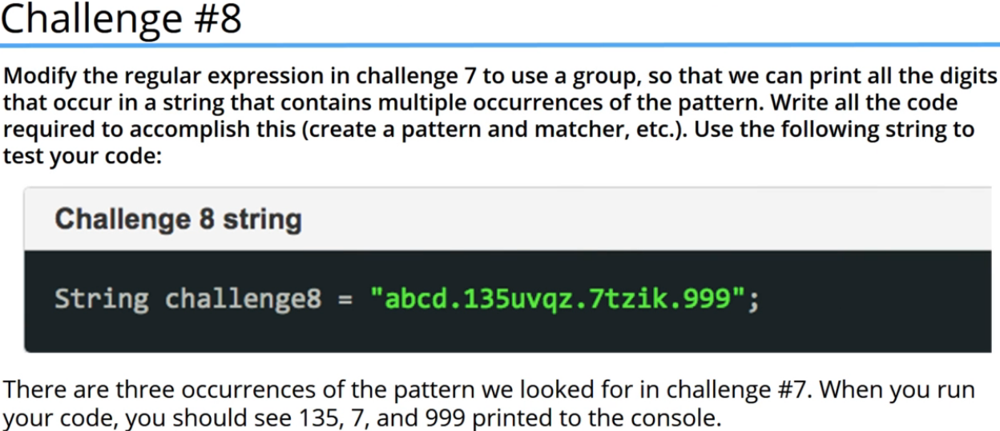 Challenge #8
Modify the regular expression in challenge 7 to use a group, so that we can print all the digits
that occur in a string that contains multiple occurrences of the pattern. Write all the code
required to accomplish this (create a pattern and matcher, etc.). Use the following string to
test your code:
Challenge 8 string
String challenge8 = "abcd.135uvqz.7tzik.999";
There are three occurrences of the pattern we looked for in challenge #7. When you run
your code, you should see 135, 7, and 999 printed to the console.